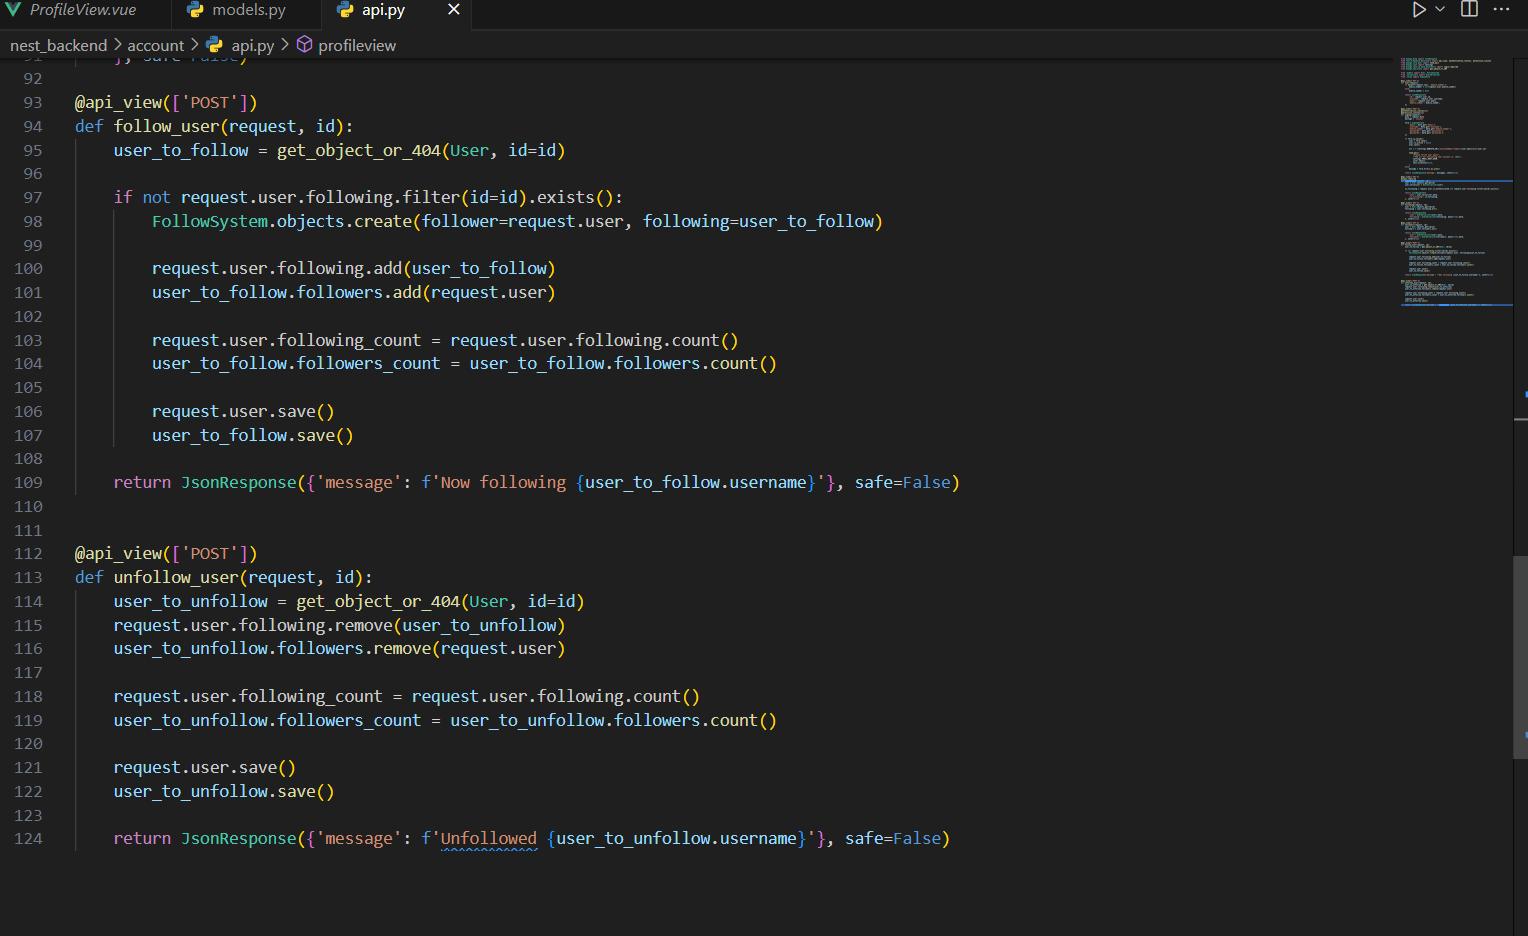 ProfileView.vue models.py api.py
nest_backend > account > api.py > profileview
92
93 @api_view(['POST'])
94 def follow_user(request, id):
95 user_to_follow = get_object_or_404(User, id=id)
96
97 if not request.user.following.filter(id=id).exists():
98 FollowSystem.objects.create(follower=request.user, following=user_to_follow)
99
100 request.user.following.add(user_to_follow)
101 user_to_follow.followers.add(request.user)
102
103 request.user.following_count = request.user.following.count()
104 user_to_follow.followers_count = user_to_follow.followers.count()
105
106 request.user.save()
107 user_to_follow.save()
108
109 return JsonResponse({'message': f'Now following {user_to_follow.username}'}, safe=False)
110
111
112 @api_view(['POST'])
113 def unfollow_user(request, id):
114 user_to_unfollow = get_object_or_404(User, id=id)
115 request.user.following.remove(user_to_unfollow)
116 user_to_unfollow.followers.remove(request.user)
117
118 request.user.following_count = request.user.following.count()
119 user_to_unfollow.followers_count = user_to_unfollow.followers.count()
120
121 request.user.save()
122 user_to_unfollow.save()
123
124 return JsonResponse({'message': f'Unfollowed {user_to_unfollow.username}'}, safe=False)